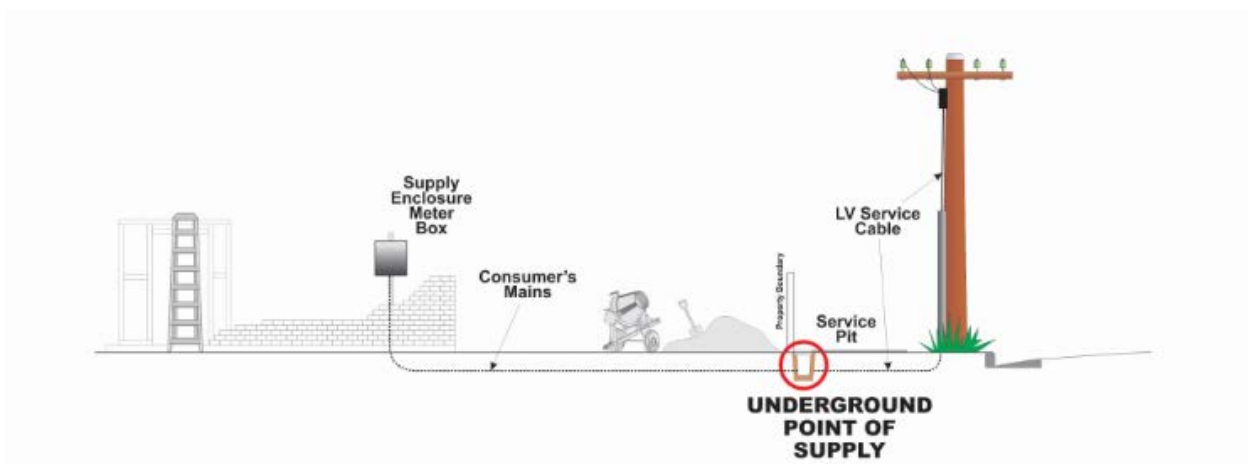 Supply
Enclosure
Meter
Box
Consumer's
Mains
Property Boundary
Service
Pit
LV Service
Cable
UNDERGROUND
POINT OF
SUPPLY